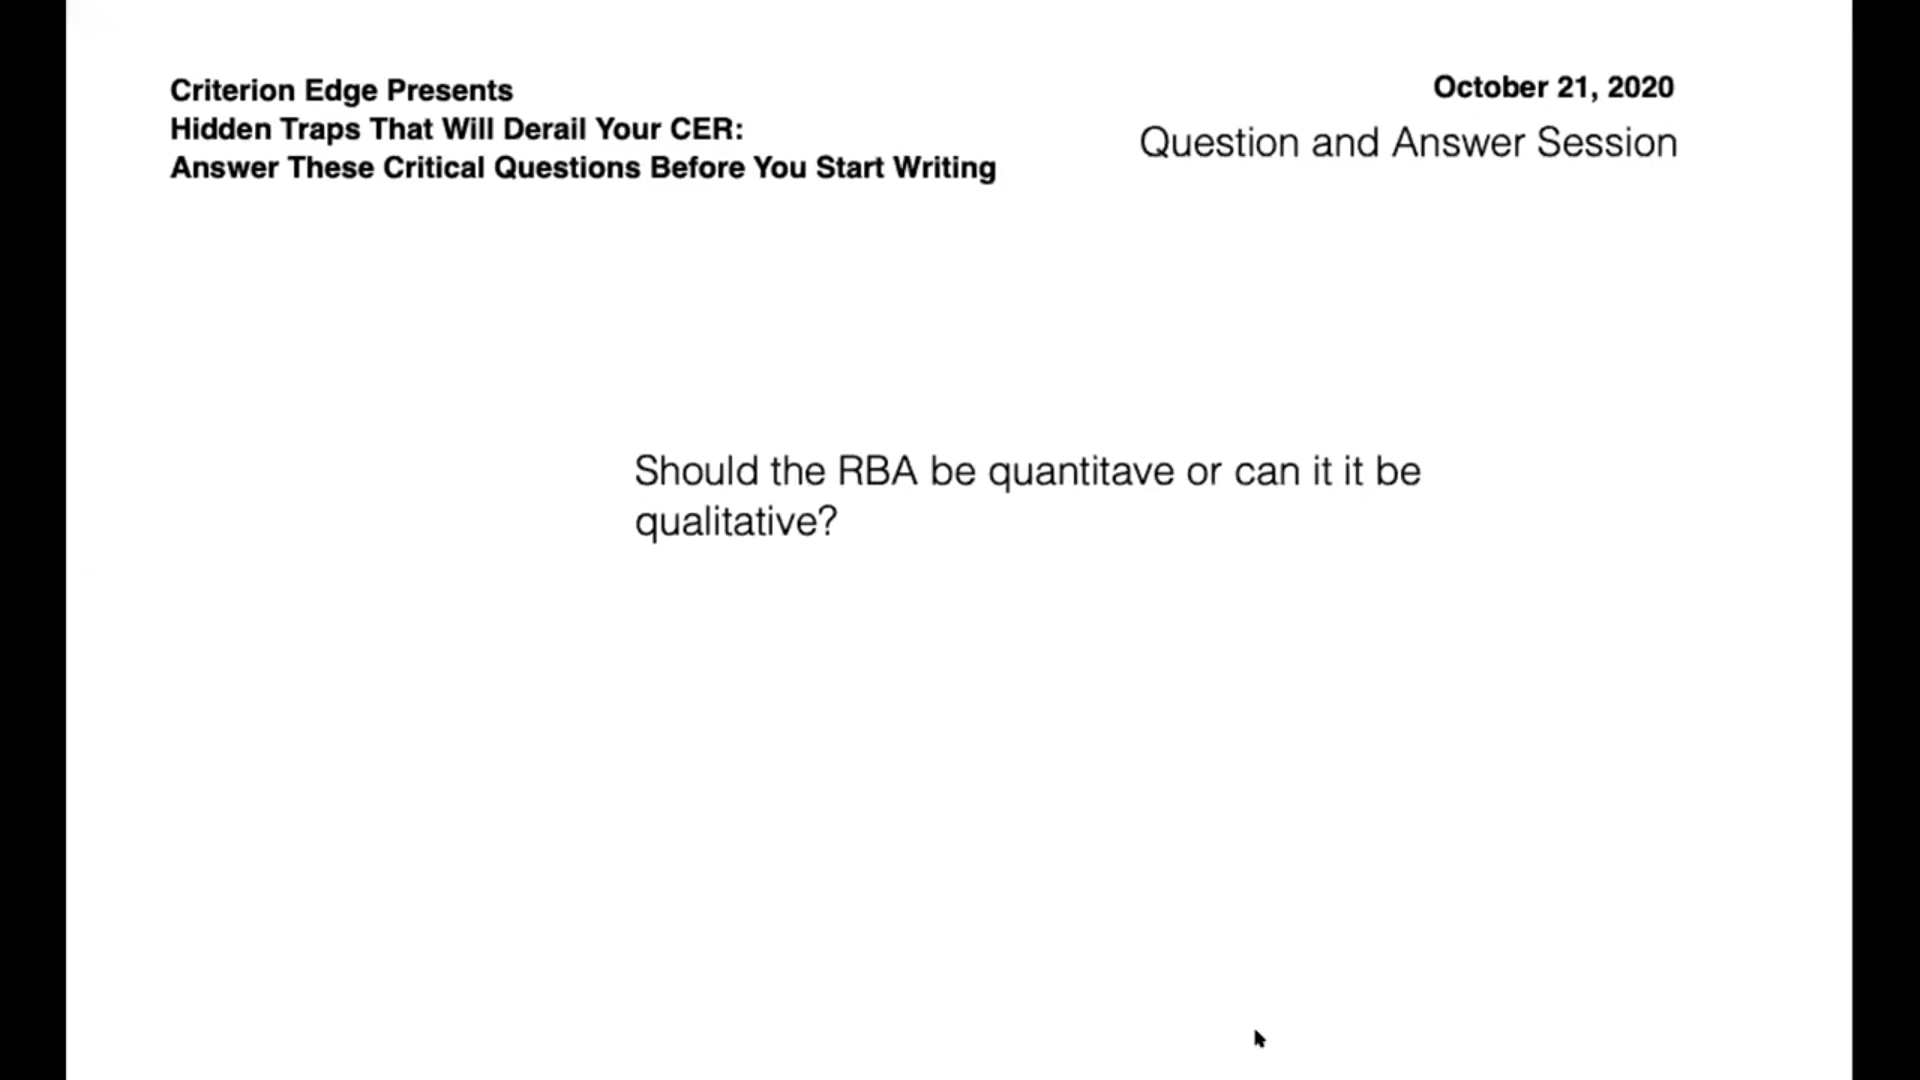 Criterion Edge Presents
Hidden Traps That Will Derail Your CER:
Answer These Critical Questions Before You Start Writing
October 21, 2020
Question and Answer Session
Should the RBA be quantitave or can it it be
qualitative?